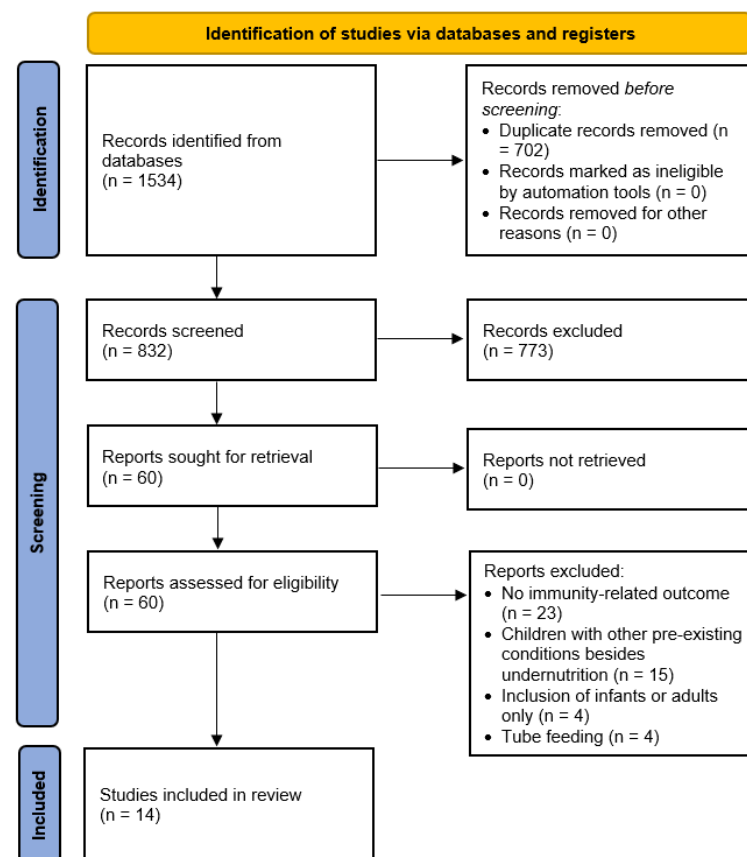 Identification of studies via databases and registers
Identification
Records identified from
databases
(n = 1534)
Records removed before
screening:
• Duplicate records removed (n
= 702)
• Records marked as ineligible
by automation tools (n = 0)
• Records removed for other
reasons (n = 0)
Screening
Records screened
(n = 832)
Records excluded
(n = 773)
Reports sought for retrieval
(n = 60)
Reports not retrieved
(n = 0)
Reports assessed for eligibility
(n = 60)
Reports excluded:
• No immunity-related outcome
(n = 23)
• Children with other pre-existing
conditions besides
undernutrition (n = 15)
• Inclusion of infants or adults
only (n = 4)
• Tube feeding (n = 4)
Included
Studies included in review
(n = 14)